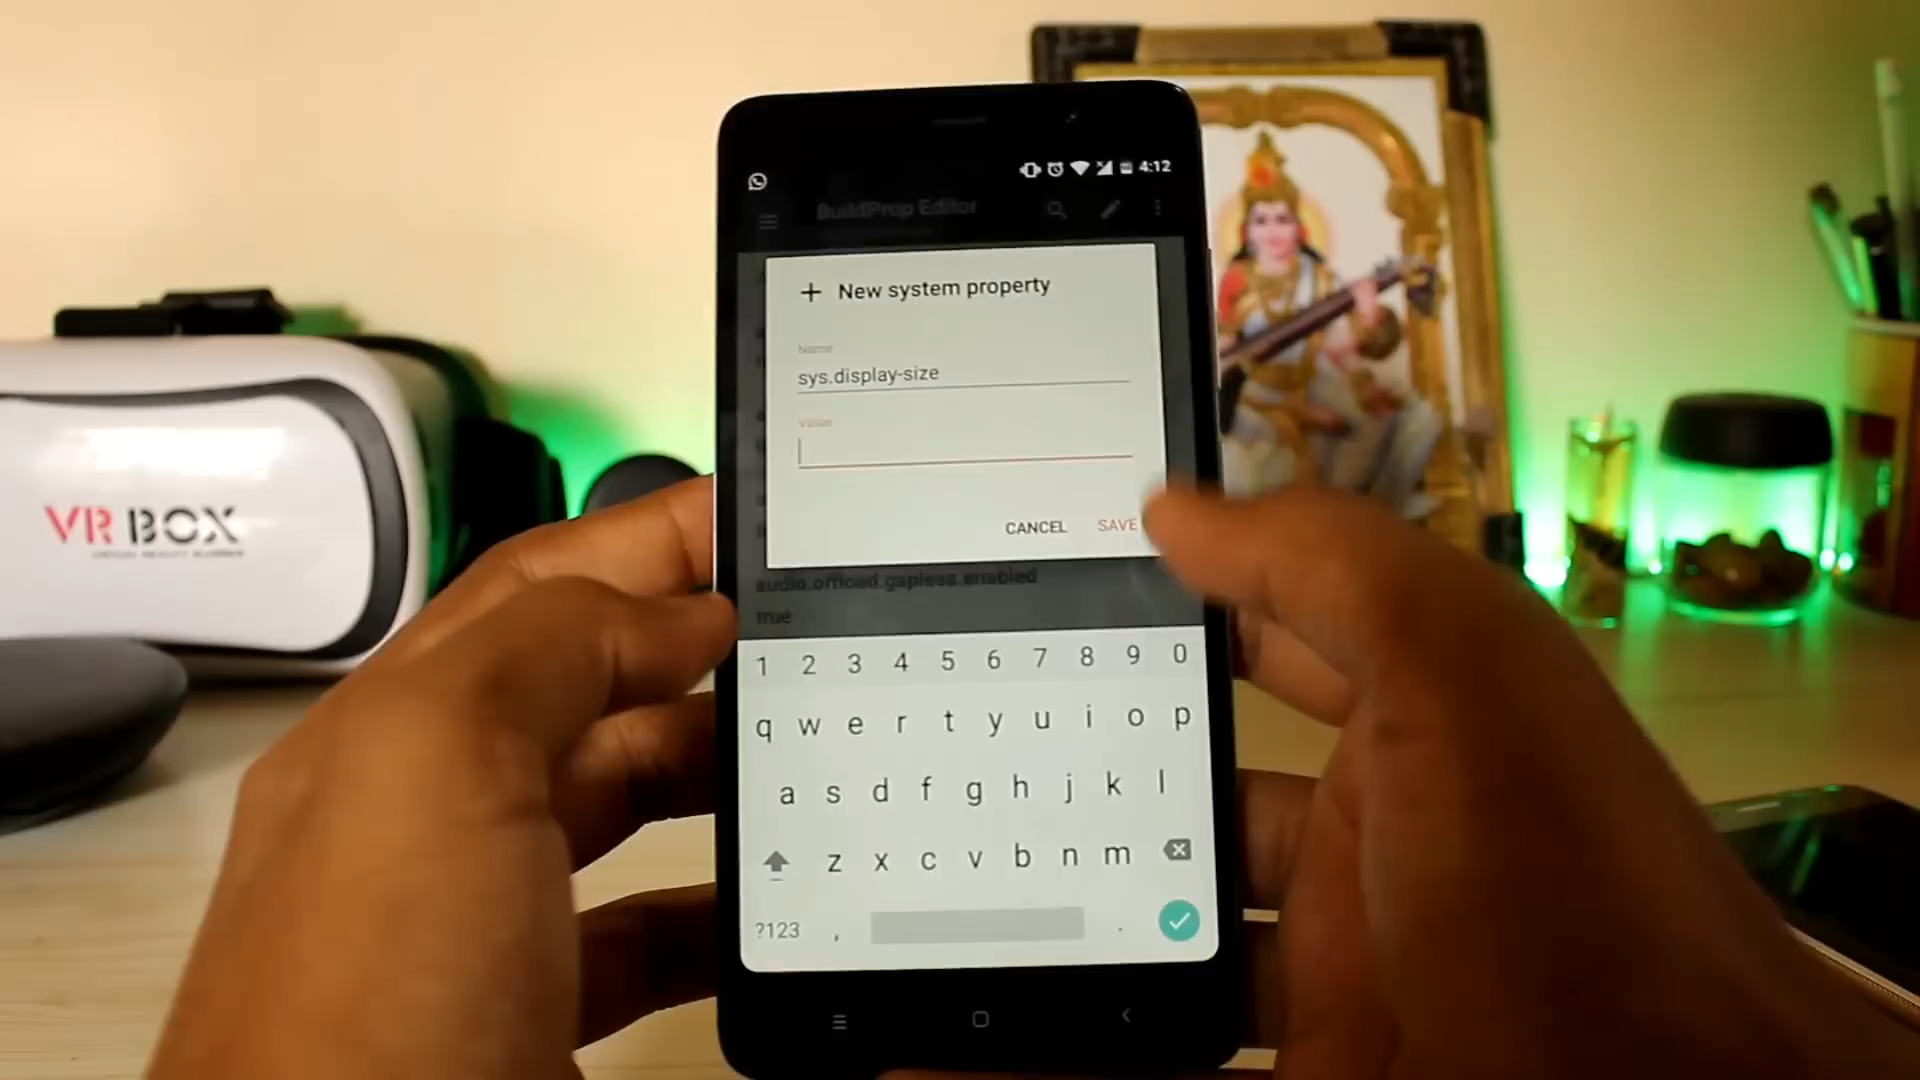 4:12
BuildProp Editor
+ New system property
Name
sys.display-size
Value
CANCEL SAVE
audio.offload.gapless.enabled
true
1 2 3 4 5 6 7 8 9 0
q w e r t y u i o p
a s d f g h j k l
z x c v b n m
?123 , .
VR BOX